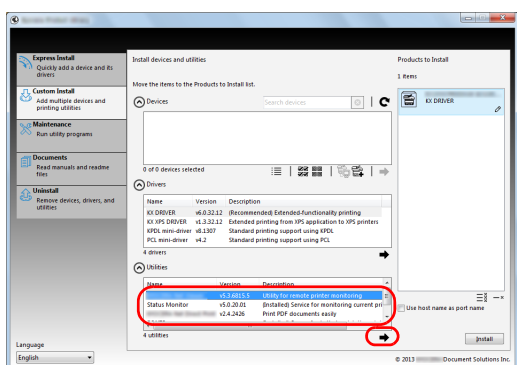 Express Install
Quickly add a device and its
drivers
Custom Install
Add multiple devices and
printing utilities
Maintenance
Run utility programs
Documents
Read manuals and readme
files
Uninstall
Remove devices, drivers, and
utilities
Language
English
Install devices and utilities
Move the items to the Products to Install list.
Devices
Search devices
0 of 0 devices selected
Drivers
Name Version Description
KX DRIVER v6.0.32.12 (Recommended) Extended-functionality printing
KX XPS DRIVER v1.3.32.12 Extended printing from XPS application to XPS printers
KPDL mini-driver v8.1307 Standard printing support using KPDL
PCL mini-driver v4.2 Standard printing support using PCL
4 drivers
Utilities
Name Version Description
v5.3.6815.5 Utility for remote printer monitoring
Status Monitor v5.0.20.01 (Installed) Service for monitoring current pri
v2.4.2426 Print PDF documents easily
4 utilities
Products to Install
1 items
KX DRIVER
Use host name as port name
Install
© 2013 Document Solutions Inc.